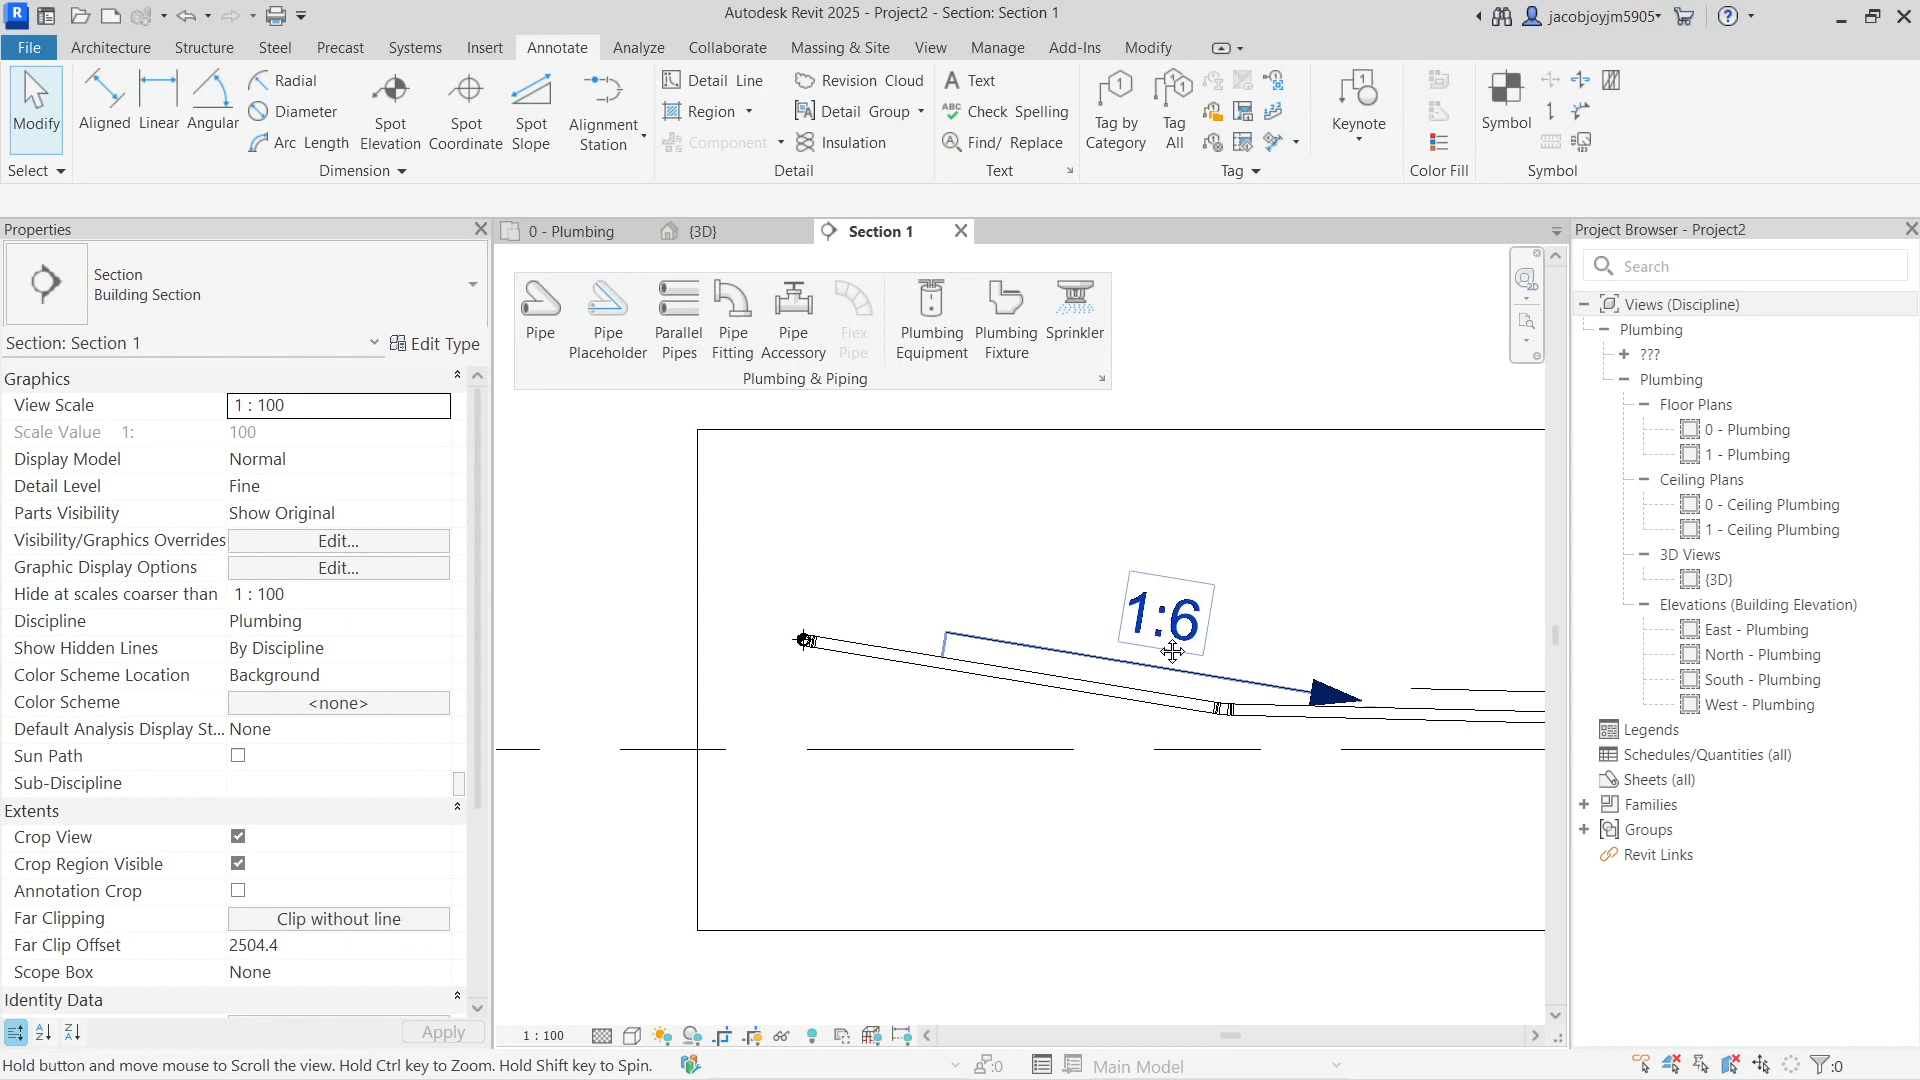 Autodesk Revit 2025 - Project2 - Section: Section 1
jacobjoyjm5905
File Architecture Structure Steel Precast Systems Insert Annotate Analyze Collaborate Massing & Site View Manage Add-Ins Modify
Modify
Select
Aligned
Linear
Angular
Radial
Diameter
Arc Length
Spot Elevation
Spot Coordinate
Spot Slope
Alignment Station
Dimension
Detail Line
Region
Component
Revision Cloud
Detail Group
Insulation
Detail
Text
Check Spelling
Find/ Replace
Text
Tag by Category
Tag All
Tag
Keynote
Color Fill
Symbol
Symbol
Properties
Section
Building Section
Section: Section 1
Edit Type
Graphics
View Scale 1 : 100
Scale Value 1: 100
Display Model Normal
Detail Level Fine
Parts Visibility Show Original
Visibility/Graphics Overrides Edit...
Graphic Display Options Edit...
Hide at scales coarser than 1 : 100
Discipline Plumbing
Show Hidden Lines By Discipline
Color Scheme Location Background
Color Scheme <none>
Default Analysis Display St... None
Sun Path
Sub-Discipline
Extents
Crop View
Crop Region Visible
Annotation Crop
Far Clipping Clip without line
Far Clip Offset 2504.4
Scope Box None
Identity Data
Apply
0 - Plumbing
{3D}
Section 1
Pipe
Pipe Placeholder
Parallel Pipes
Pipe Fitting
Pipe Accessory
Flex Pipe
Plumbing Equipment
Plumbing Fixture
Sprinkler
Plumbing & Piping
2D
1:6
1 : 100
Project Browser - Project2
Search
Views (Discipline)
Plumbing
???
Plumbing
Floor Plans
0 - Plumbing
1 - Plumbing
Ceiling Plans
0 - Ceiling Plumbing
1 - Ceiling Plumbing
3D Views
{3D}
Elevations (Building Elevation)
East - Plumbing
North - Plumbing
South - Plumbing
West - Plumbing
Legends
Schedules/Quantities (all)
Sheets (all)
Families
Groups
Revit Links
Hold button and move mouse to Scroll the view. Hold Ctrl key to Zoom. Hold Shift key to Spin.
:0
Main Model
:0